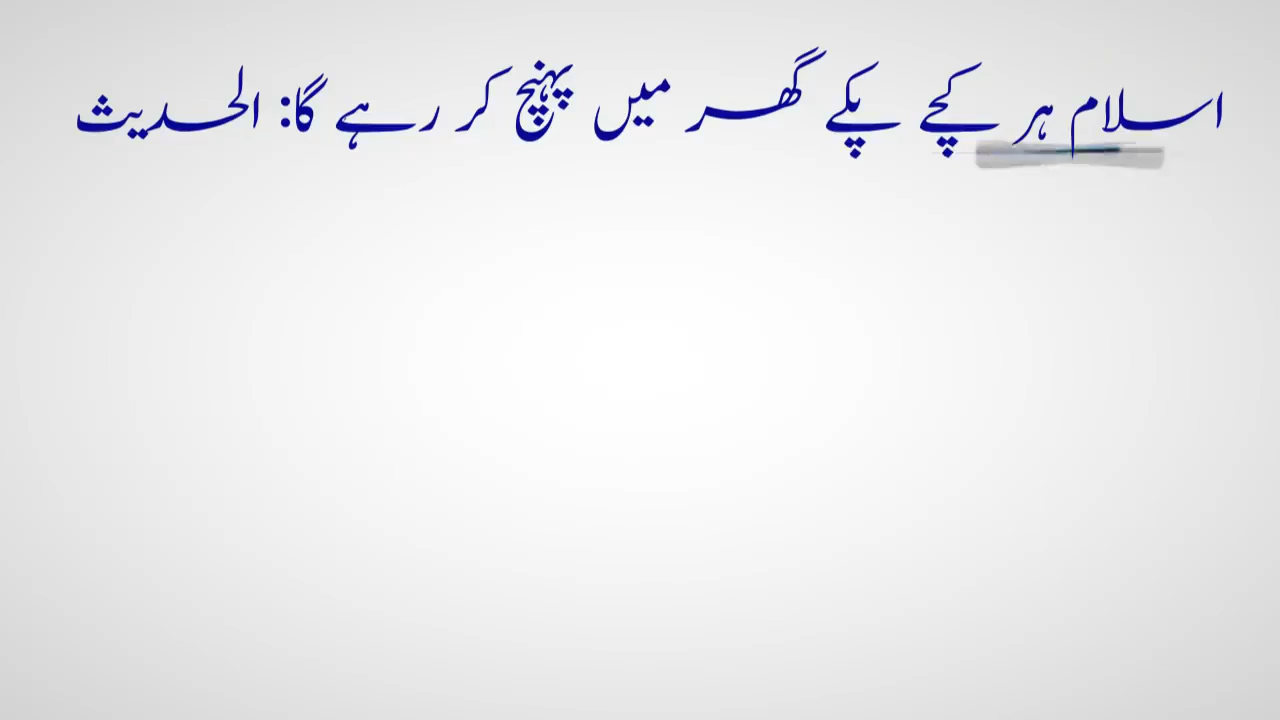 اسلام ہر کچے پکے گھر میں پہنچ کر رہے گا: الحدیث